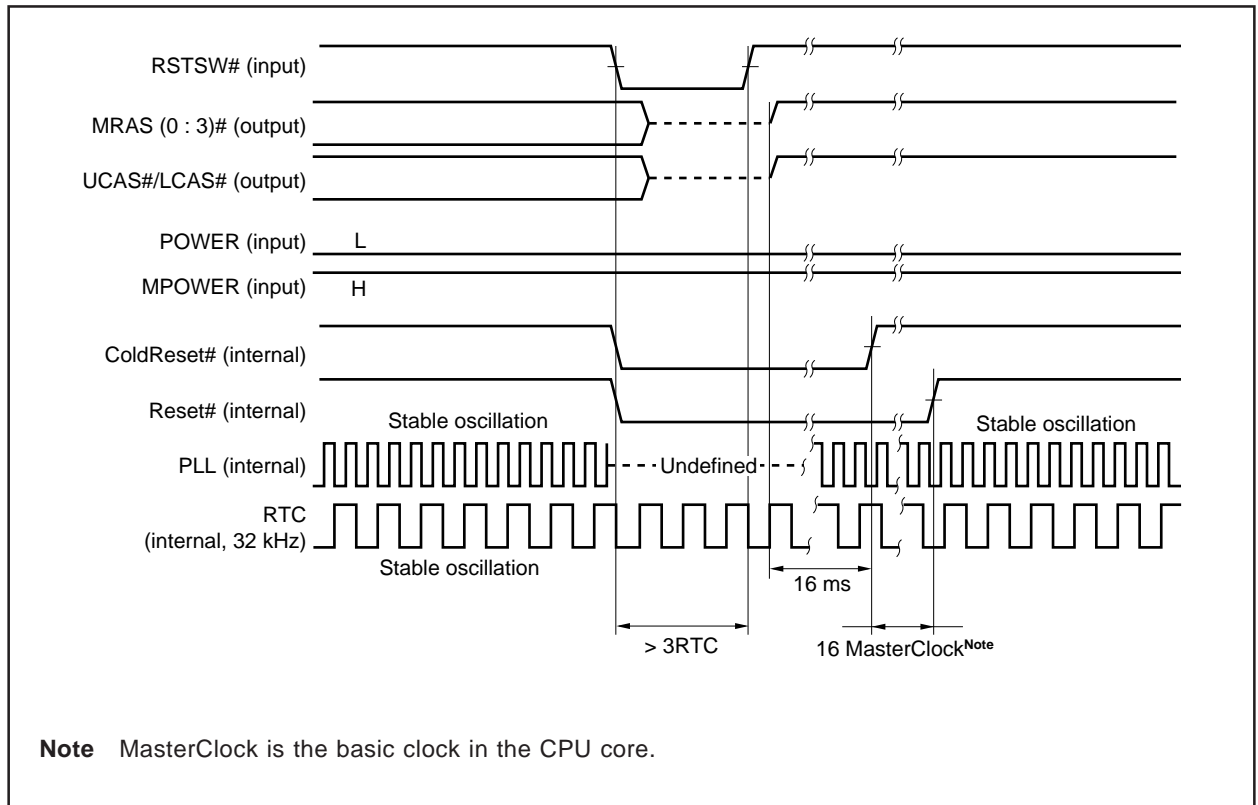 RSTSW# (input)
MRAS (0 : 3)# (output)
UCAS#/LCAS# (output)
POWER (input) L
MPOWER (input) H
ColdReset# (internal)
Reset# (internal)
Stable oscillation Stable oscillation
PLL (internal) Undefined
RTC
(internal, 32 kHz)
Stable oscillation
16 ms
> 3RTC 16 MasterClockNote
Note MasterClock is the basic clock in the CPU core.